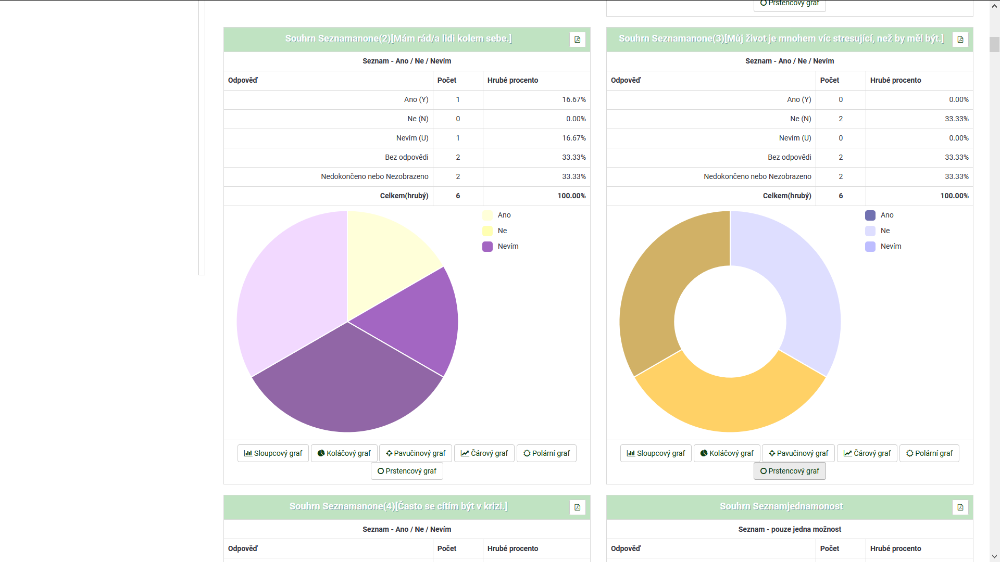 Prstencový graf
Souhrn Seznamanone(2)[Mám rád/a lidi kolem sebe.]
Seznam - Ano / Ne / Nevím
Odpověď Počet Hrubé procento
Ano (Y) 1 16.67%
Ne (N) 0 0.00%
Nevím (U) 1 16.67%
Bez odpovědi 2 33.33%
Nedokončeno nebo Nezobrazeno 2 33.33%
Celkem(hrubý) 6 100.00%
Ano
Ne
Nevím
Sloupcový graf Koláčový graf Pavučinový graf Čárový graf Polární graf
Prstencový graf
Souhrn Seznamanone(3)[Můj život je mnohem víc stresující, než by měl být.]
Seznam - Ano / Ne / Nevím
Odpověď Počet Hrubé procento
Ano (Y) 0 0.00%
Ne (N) 2 33.33%
Nevím (U) 0 0.00%
Bez odpovědi 2 33.33%
Nedokončeno nebo Nezobrazeno 2 33.33%
Celkem(hrubý) 6 100.00%
Ano
Ne
Nevím
Sloupcový graf Koláčový graf Pavučinový graf Čárový graf Polární graf
Prstencový graf
Souhrn Seznamanone(4)[Často se cítím být v krizi.]
Seznam - Ano / Ne / Nevím
Odpověď Počet Hrubé procento
Souhrn Seznamjednamonost
Seznam - pouze jedna možnost
Odpověď Počet Hrubé procento